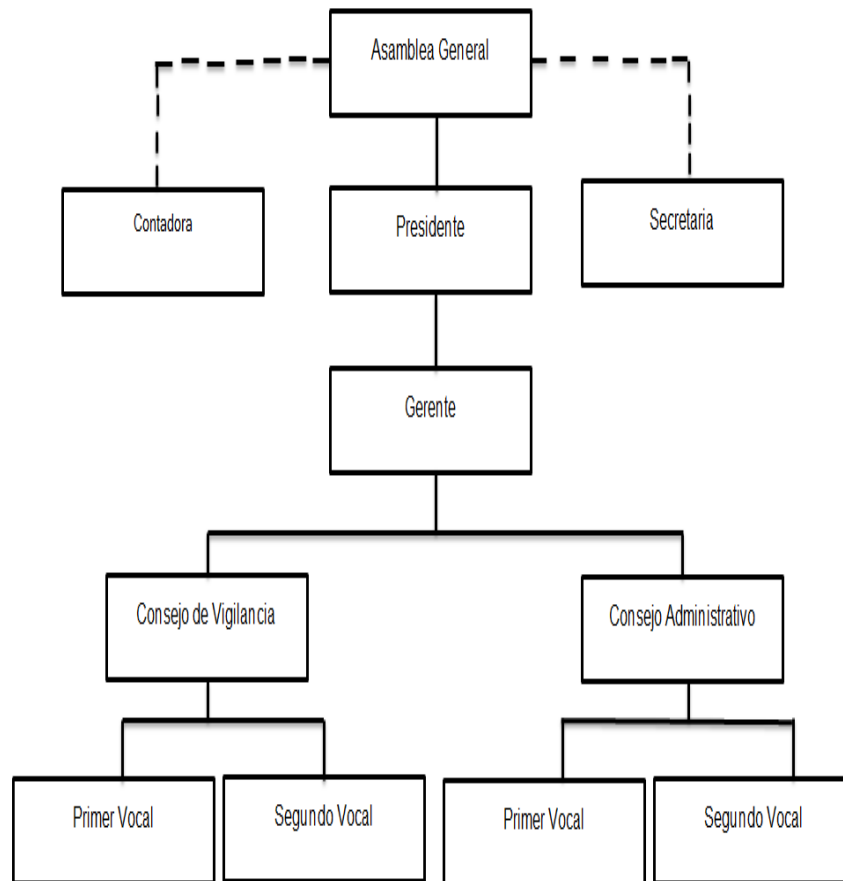 Asamblea General
Contadora
Presidente
Secretaria
Gerente
Consejo de Vigilancia
Consejo Administrativo
Primer Vocal
Segundo Vocal
Primer Vocal
Segundo Vocal